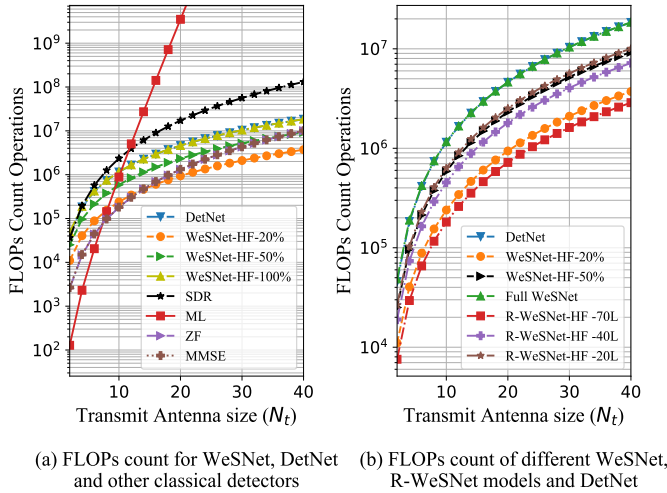 FLOPs Count Operations
10^9
10^8
10^7
10^6
10^5
10^4
10^3
10^2
DetNet
WeSNet-HF-20%
WeSNet-HF-50%
WeSNet-HF-100%
SDR
ML
ZF
MMSE
10 20 30 40
Transmit Antenna size (N_t)
(a) FLOPs count for WeSNet, DetNet
and other classical detectors
FLOPs Count Operations
10^7
10^6
10^5
10^4
DetNet
WeSNet-HF-20%
WeSNet-HF-50%
Full WeSNet
R-WeSNet-HF -70L
R-WeSNet-HF -40L
R-WeSNet-HF -20L
10 20 30 40
Transmit Antenna size (N_t)
(b) FLOPs count of different WeSNet,
R-WeSNet models and DetNet